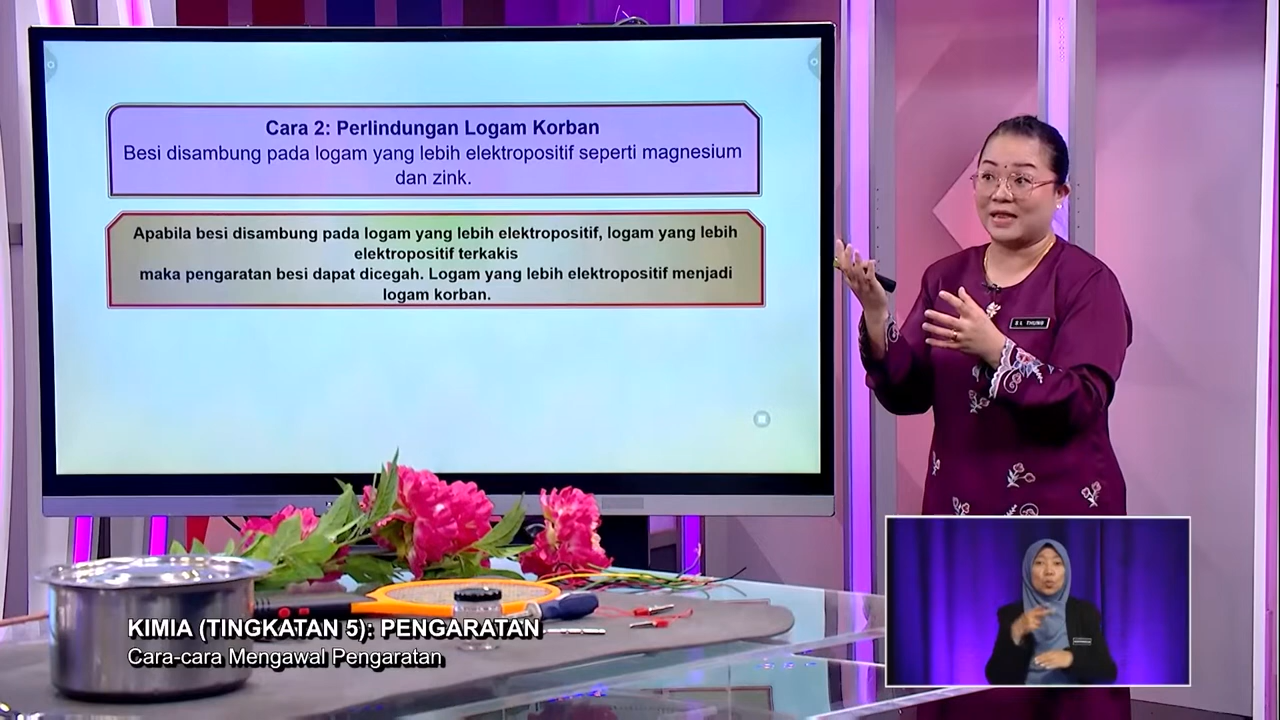 Cara 2: Perlindungan Logam Korban
Besi disambung pada logam yang lebih elektropositif seperti magnesium
dan zink.
Apabila besi disambung pada logam yang lebih elektropositif, logam yang lebih
elektropositif terkakis
maka pengaratan besi dapat dicegah. Logam yang lebih elektropositif menjadi
logam korban.
S L THUNG
KIMIA (TINGKATAN 5): PENGARATAN
Cara-cara Mengawal Pengaratan